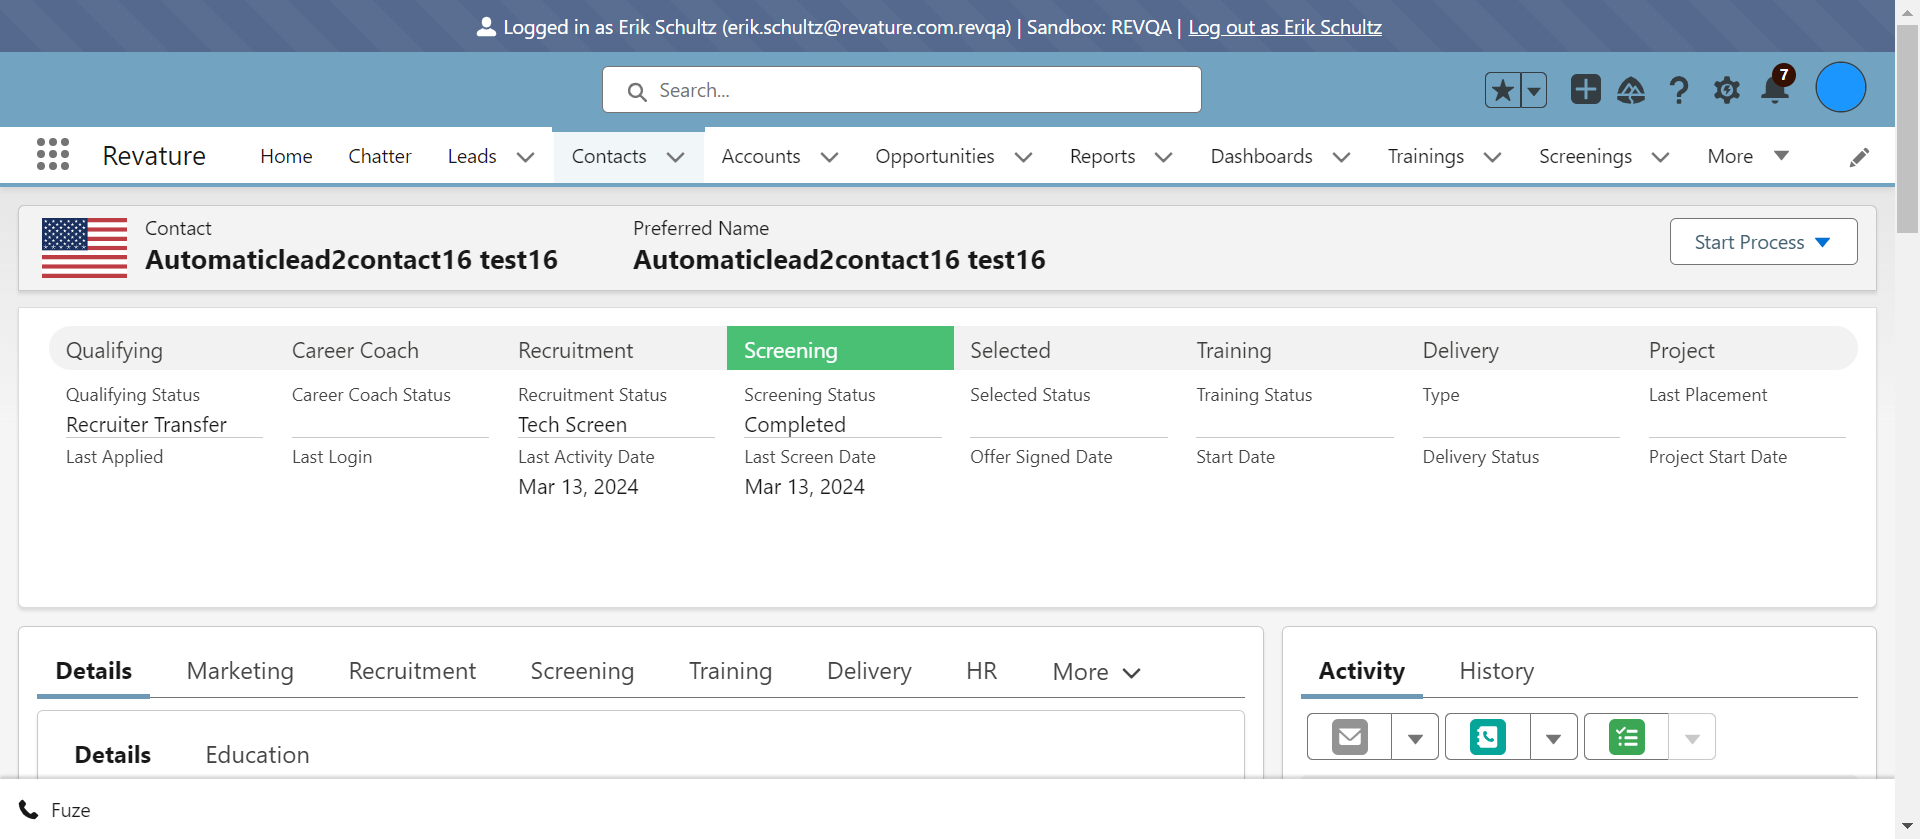 Logged in as Erik Schultz (erik.schultz@revature.com.revqa) | Sandbox: REVQA | Log out as Erik Schultz
Search...
7
Revature Home Chatter Leads Contacts Accounts Opportunities Reports Dashboards Trainings Screenings More
Contact Preferred Name
Automaticlead2contact16 test16 Automaticlead2contact16 test16
Start Process
Qualifying Career Coach Recruitment Screening Selected Training Delivery Project
Qualifying Status Career Coach Status Recruitment Status Screening Status Selected Status Training Status Type Last Placement
Recruiter Transfer Tech Screen Completed
Last Applied Last Login Last Activity Date Last Screen Date Offer Signed Date Start Date Delivery Status Project Start Date
Mar 13, 2024 Mar 13, 2024
Details Marketing Recruitment Screening Training Delivery HR More
Activity History
Details Education
Fuze